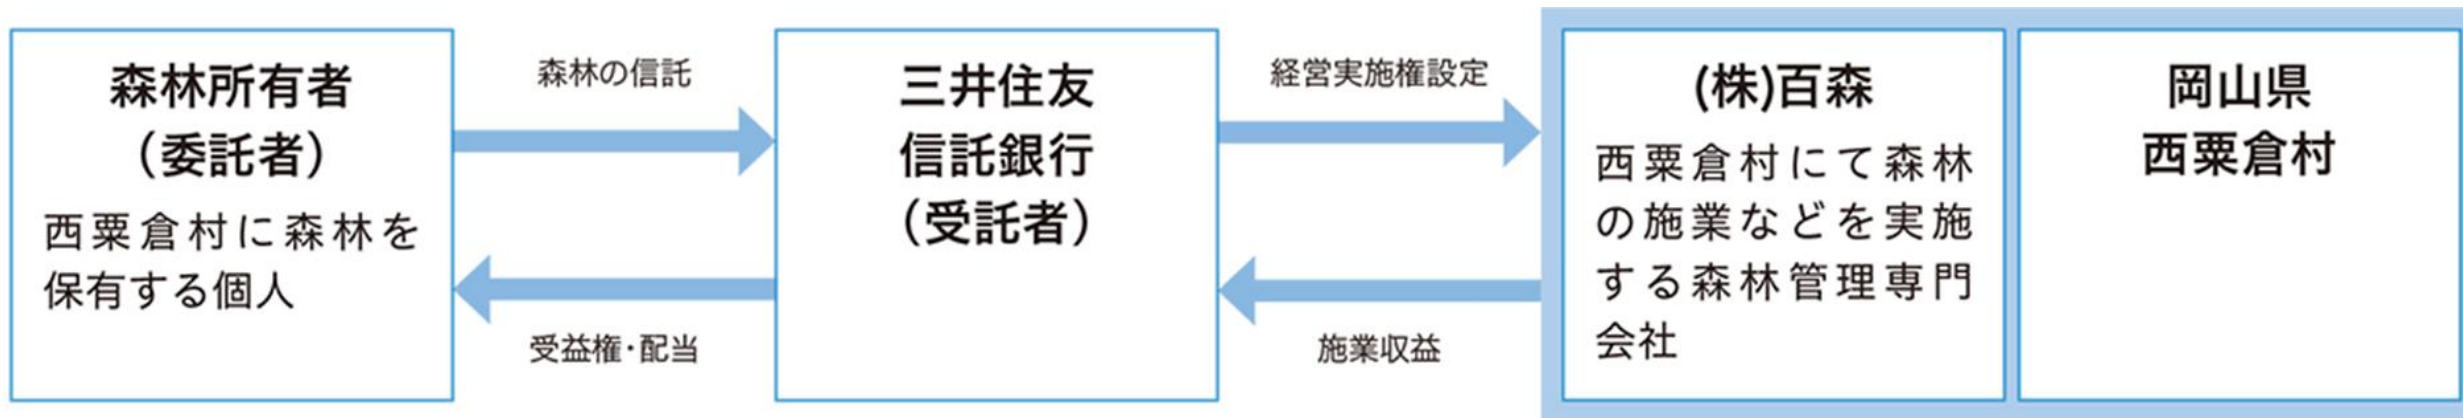 森林所有者
（委託者）
西粟倉村に森林を
保有する個人
森林の信託
受益権・配当
三井住友
信託銀行
（受託者）
経営実施権設定
施業収益
(株)百森
西粟倉村にて森林
の施業などを実施
する森林管理専門
会社
岡山県
西粟倉村